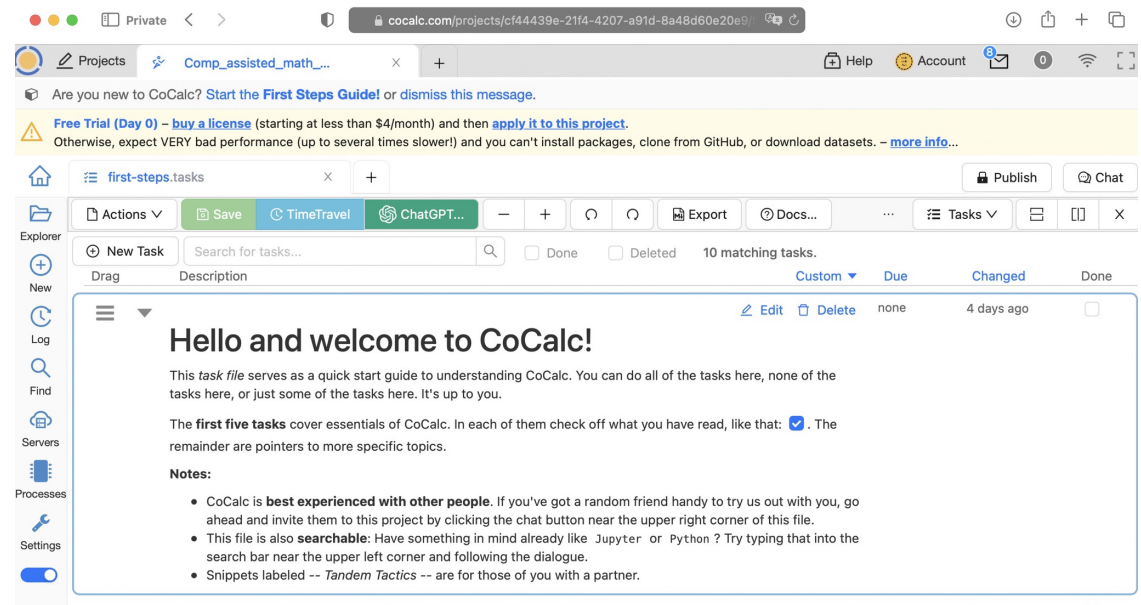 Private
cocalc.com/projects/cf44439e-21f4-4207-a91d-8a48d60e20e9/
Projects Comp_assisted_math_... × + Help Account 8 0
Are you new to CoCalc? Start the First Steps Guide! or dismiss this message.
Free Trial (Day 0) – buy a license (starting at less than $4/month) and then apply it to this project.
Otherwise, expect VERY bad performance (up to several times slower!) and you can't install packages, clone from GitHub, or download datasets. – more info...
first-steps.tasks × + Publish Chat
Explorer
New
Log
Find
Servers
Processes
Settings
Actions Save TimeTravel ChatGPT... − + Export Docs... ... Tasks X
New Task Search for tasks... Done Deleted 10 matching tasks.
Drag Description Custom Due Changed Done
Edit Delete none 4 days ago
Hello and welcome to CoCalc!
This task file serves as a quick start guide to understanding CoCalc. You can do all of the tasks here, none of the
tasks here, or just some of the tasks here. It's up to you.
The first five tasks cover essentials of CoCalc. In each of them check off what you have read, like that: . The
remainder are pointers to more specific topics.
Notes:
• CoCalc is best experienced with other people. If you've got a random friend handy to try us out with you, go
ahead and invite them to this project by clicking the chat button near the upper right corner of this file.
• This file is also searchable: Have something in mind already like Jupyter or Python ? Try typing that into the
search bar near the upper left corner and following the dialogue.
• Snippets labeled -- Tandem Tactics -- are for those of you with a partner.